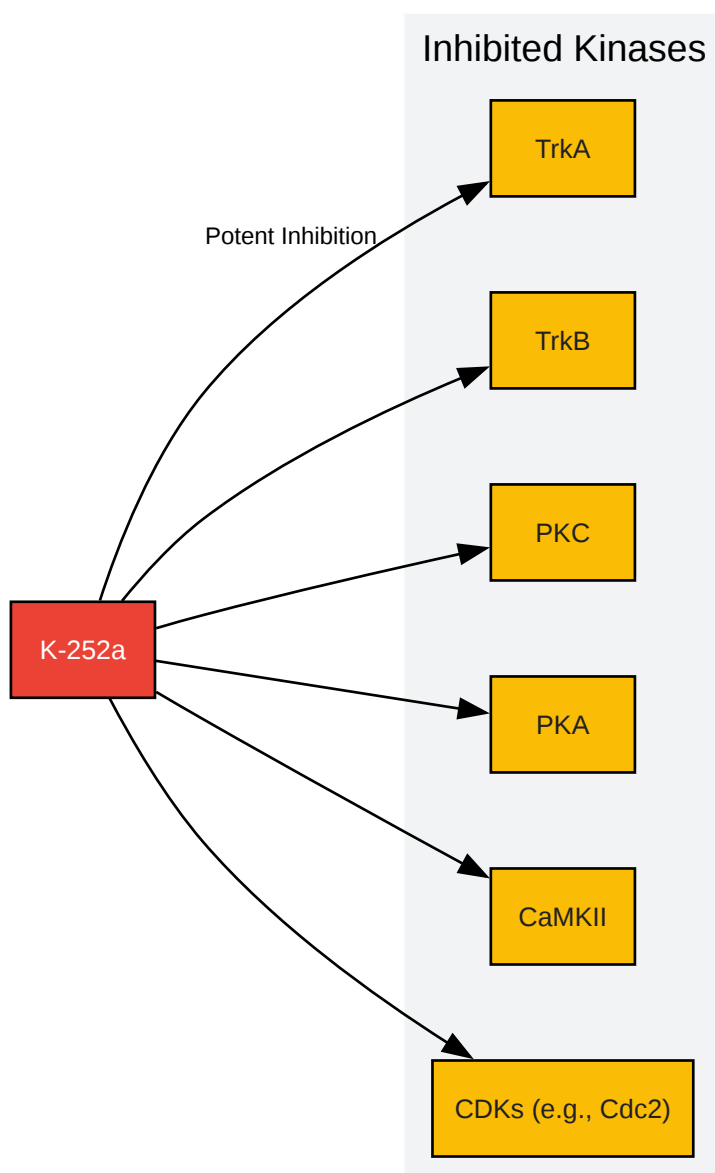 Inhibited Kinases
TrkA
Potent Inhibition
TrkB
PKC
K-252a
PKA
CaMKII
CDKs (e.g., Cdc2)